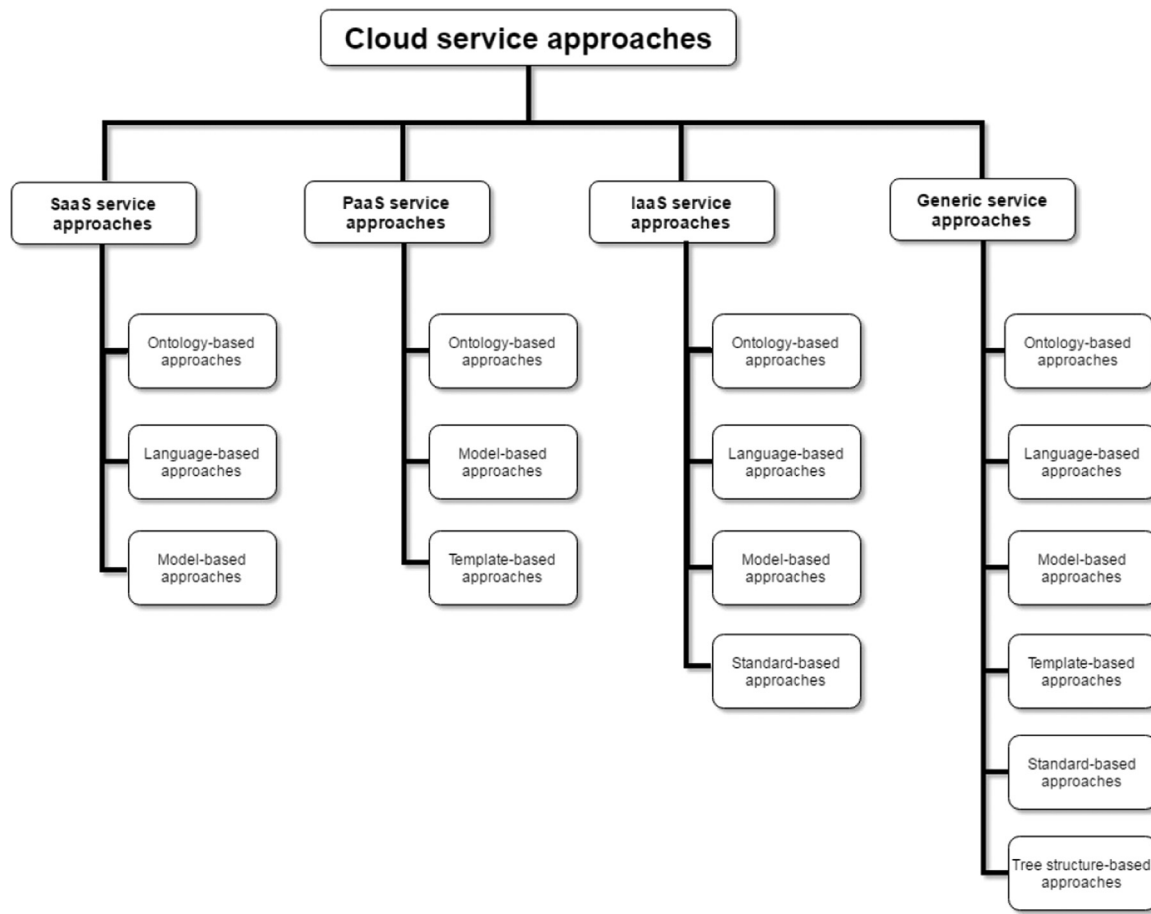 Cloud service approaches
SaaS service
approaches
PaaS service
approaches
IaaS service
approaches
Generic service
approaches
Ontology-based
approaches
Language-based
approaches
Model-based
approaches
Ontology-based
approaches
Model-based
approaches
Template-based
approaches
Ontology-based
approaches
Language-based
approaches
Model-based
approaches
Standard-based
approaches
Ontology-based
approaches
Language-based
approaches
Model-based
approaches
Template-based
approaches
Standard-based
approaches
Tree structure-based
approaches